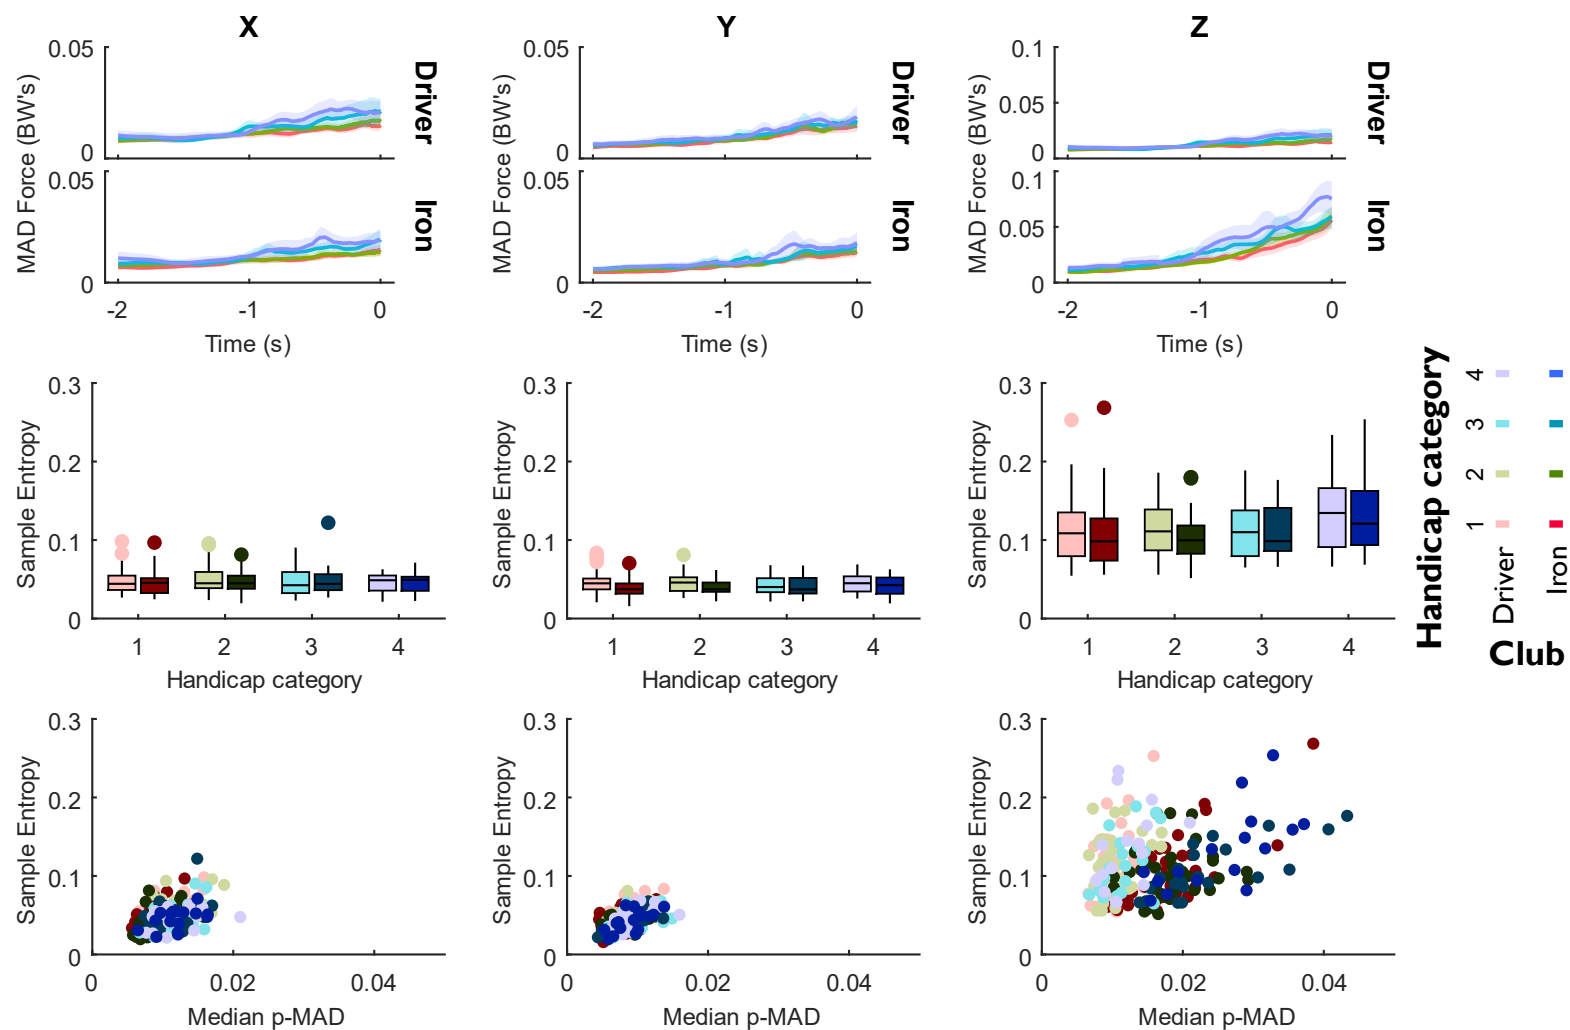 X
Y
Z
0.05
0
MAD Force (BW's)
Driver
0.05
0
Iron
-2
-1
0
Time (s)
0.05
0
MAD Force (BW's)
Driver
0.05
0
Iron
-2
-1
0
Time (s)
0.1
0.05
0
MAD Force (BW's)
Driver
0.1
0.05
0
Iron
-2
-1
0
Time (s)
0.3
0.2
0.1
0
Sample Entropy
1
2
3
4
Handicap category
0.3
0.2
0.1
0
Sample Entropy
1
2
3
4
Handicap category
0.3
0.2
0.1
0
Sample Entropy
1
2
3
4
Handicap category
Handicap category
4
3
2
1
Driver
Iron
Club
0.3
0.2
0.1
0
Sample Entropy
0
0.02
0.04
Median p-MAD
0.3
0.2
0.1
0
Sample Entropy
0
0.02
0.04
Median p-MAD
0.3
0.2
0.1
0
Sample Entropy
0
0.02
0.04
Median p-MAD